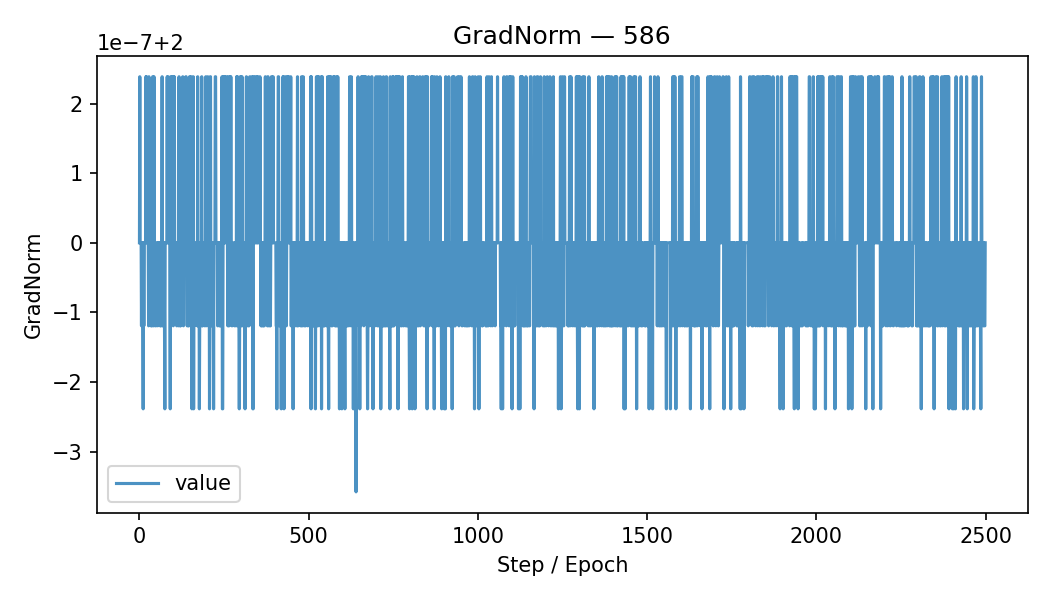 GradNorm — 586
1e−7+2
2
1
0
−1
−2
−3
GradNorm
value
0
500
1000
1500
2000
2500
Step / Epoch